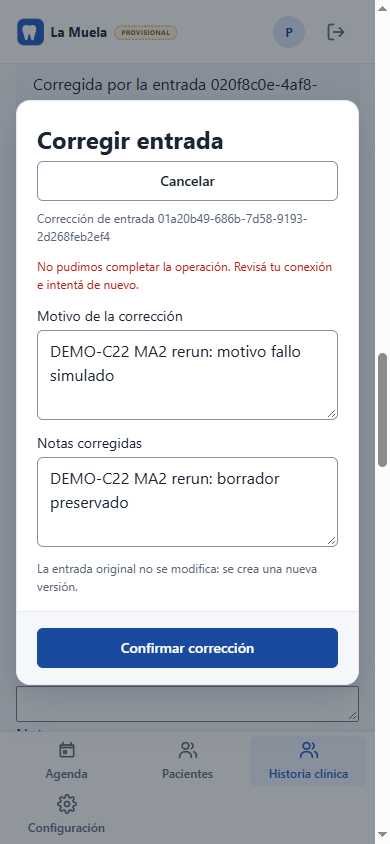 La Muela PROVISIONAL P
Corregida por la entrada 020f8c0e-4af8-
Corregir entrada
Cancelar
Corrección de entrada 01a20b49-686b-7d58-9193-
2d268feb2ef4
No pudimos completar la operación. Revisá tu conexión
e intentá de nuevo.
Motivo de la corrección
DEMO-C22 MA2 rerun: motivo fallo
simulado
Notas corregidas
DEMO-C22 MA2 rerun: borrador
preservado
La entrada original no se modifica: se crea una nueva
versión.
Confirmar corrección
Agenda Pacientes Historia clínica
Configuración